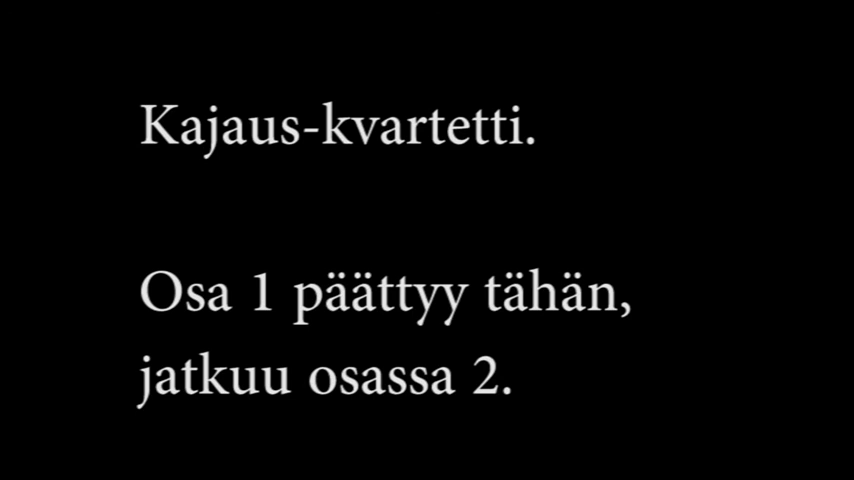 Kajaus-kvartetti.
Osa 1 päättyy tähän,
jatkuu osassa 2.